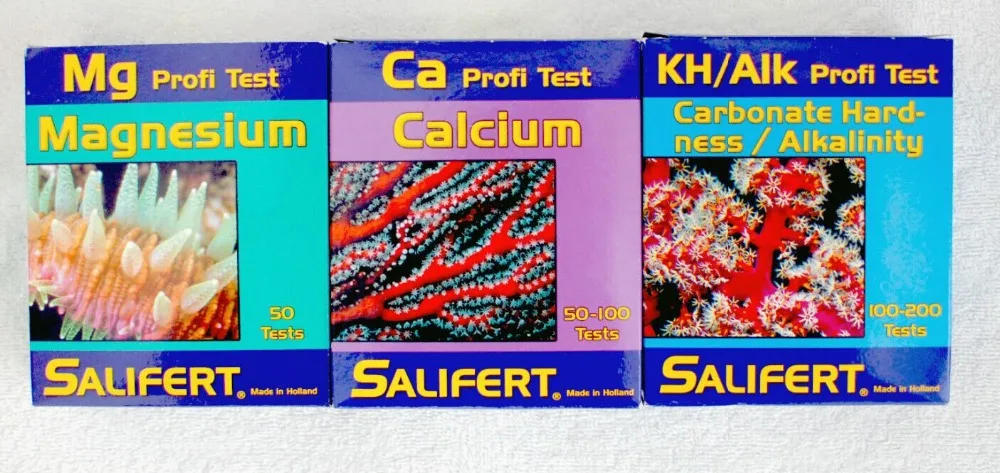 Mg Profi Test
Magnesium
50
Tests
SALIFERT® Made in Holland
Ca Profi Test
Calcium
50-100
Tests
SALIFERT® Made in Holland
KH/Alk Profi Test
Carbonate Hard-
ness / Alkalinity
100-200
Tests
SALIFERT® Made in Holland